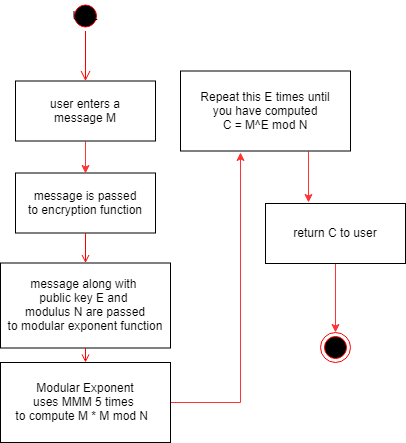 user enters a
message M
message is passed
to encryption function
message along with
public key E and
modulus N are passed
to modular exponent function
Modular Exponent
uses MMM 5 times
to compute M * M mod N
Repeat this E times until
you have computed
C = M^E mod N
return C to user